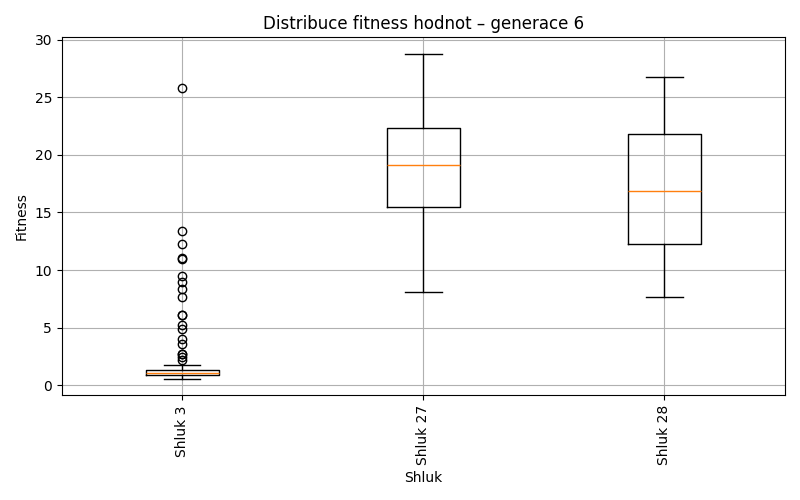 Distribuce fitness hodnot – generace 6
30
25
20
15
10
5
0
Fitness
Shluk 3
Shluk 27
Shluk 28
Shluk